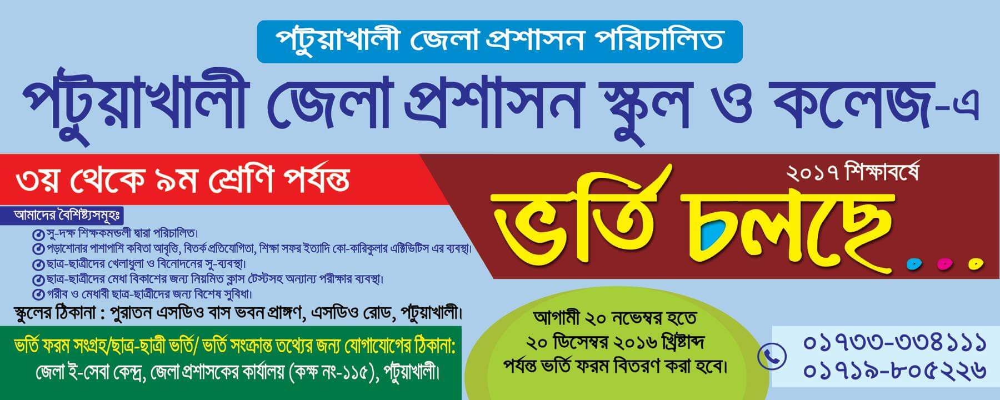 পটুয়াখালী জেলা প্রশাসন পরিচালিত
পটুয়াখালী জেলা প্রশাসন স্কুল ও কলেজ-এ
৩য় থেকে ৯ম শ্রেণি পর্যন্ত
২০১৭ শিক্ষাবর্ষে
ভর্তি চলছে...
আমাদের বৈশিষ্ট্যসমূহঃ
সু-দক্ষ শিক্ষকমন্ডলী দ্বারা পরিচালিত।
পড়াশোনার পাশাপাশি কবিতা আবৃত্তি, বিতর্ক প্রতিযোগিতা, শিক্ষা সফর ইত্যাদি কো-কারিকুলার এক্টিভিটিস এর ব্যবস্থা।
ছাত্র-ছাত্রীদের খেলাধুলা ও বিনোদনের সু-ব্যবস্থা।
ছাত্র-ছাত্রীদের মেধা বিকাশের জন্য নিয়মিত ক্লাস টেস্টসহ অন্যান্য পরীক্ষার ব্যবস্থা।
গরীব ও মেধাবী ছাত্র-ছাত্রীদের জন্য বিশেষ সুবিধা।
স্কুলের ঠিকানা : পুরাতন এসডিও বাস ভবন প্রাঙ্গণ, এসডিও রোড, পটুয়াখালী।
ভর্তি ফরম সংগ্রহ/ছাত্র-ছাত্রী ভর্তি/ ভর্তি সংক্রান্ত তথ্যের জন্য যোগাযোগের ঠিকানা:
জেলা ই-সেবা কেন্দ্র, জেলা প্রশাসকের কার্যালয় (কক্ষ নং-১১৫), পটুয়াখালী।
আগামী ২০ নভেম্বর হতে
২০ ডিসেম্বর ২০১৬ খ্রিষ্টাব্দ
পর্যন্ত ভর্তি ফরম বিতরণ করা হবে।
০১৭৩৩-৩৩৪১১১
০১৭১৯-৮০৫২২৬